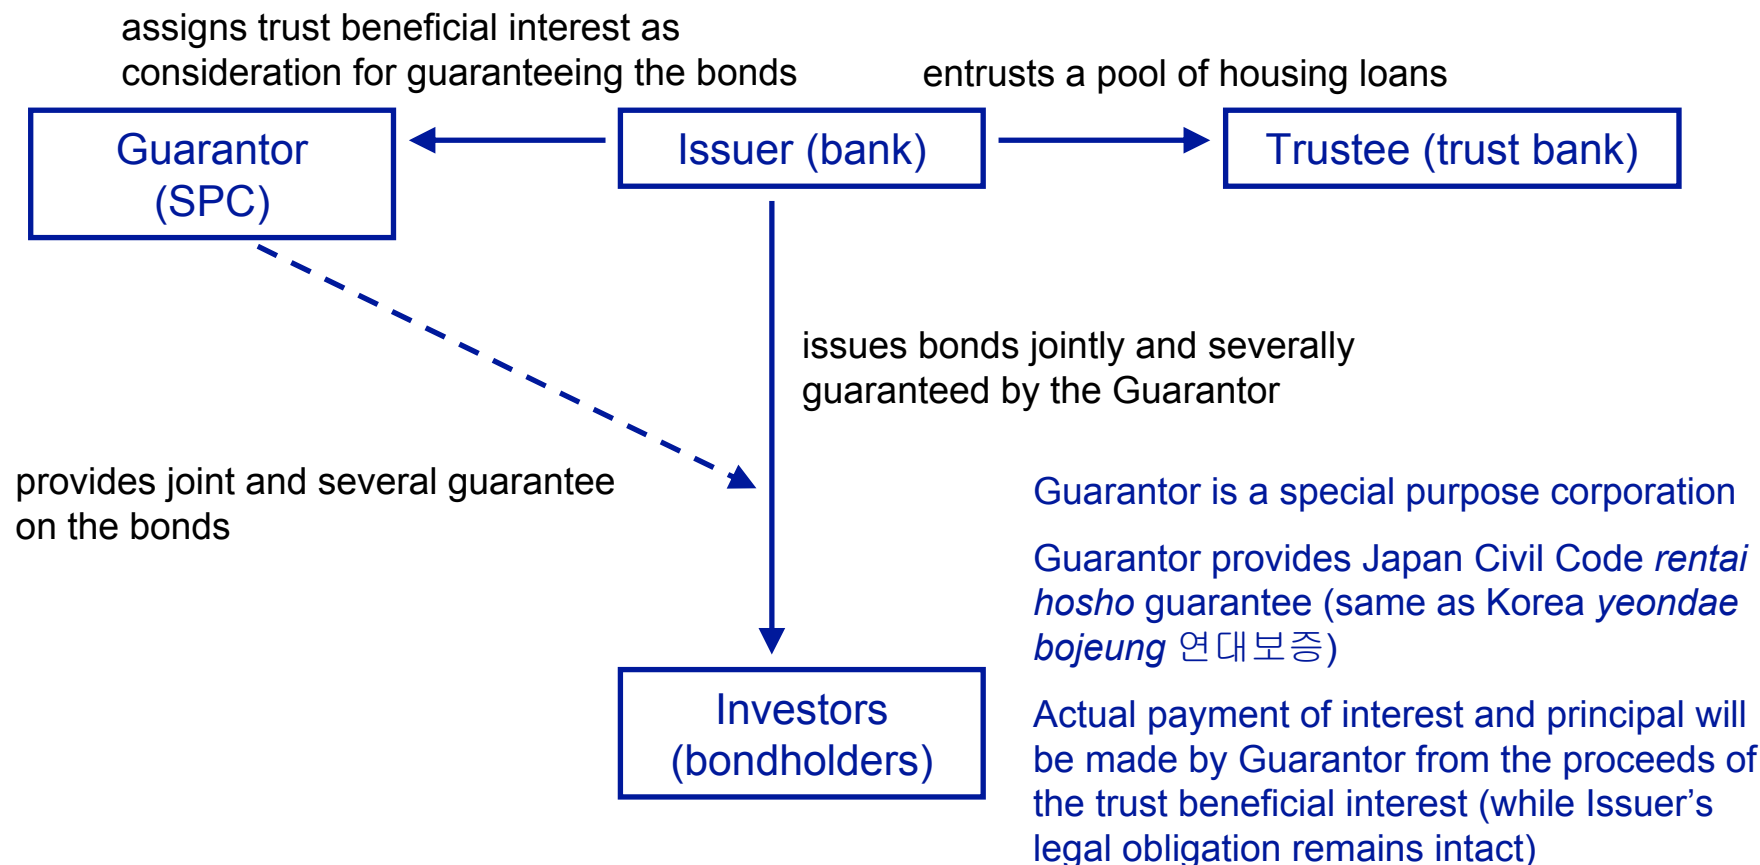 assigns trust beneficial interest as
consideration for guaranteeing the bonds
entrusts a pool of housing loans
Guarantor
(SPC)
Issuer (bank)
Trustee (trust bank)
issues bonds jointly and severally
guaranteed by the Guarantor
provides joint and several guarantee
on the bonds
Investors
(bondholders)
Guarantor is a special purpose corporation
Guarantor provides Japan Civil Code rentai
hosho guarantee (same as Korea yeondae
bojeung 연대보증)
Actual payment of interest and principal will
be made by Guarantor from the proceeds of
the trust beneficial interest (while Issuer’s
legal obligation remains intact)